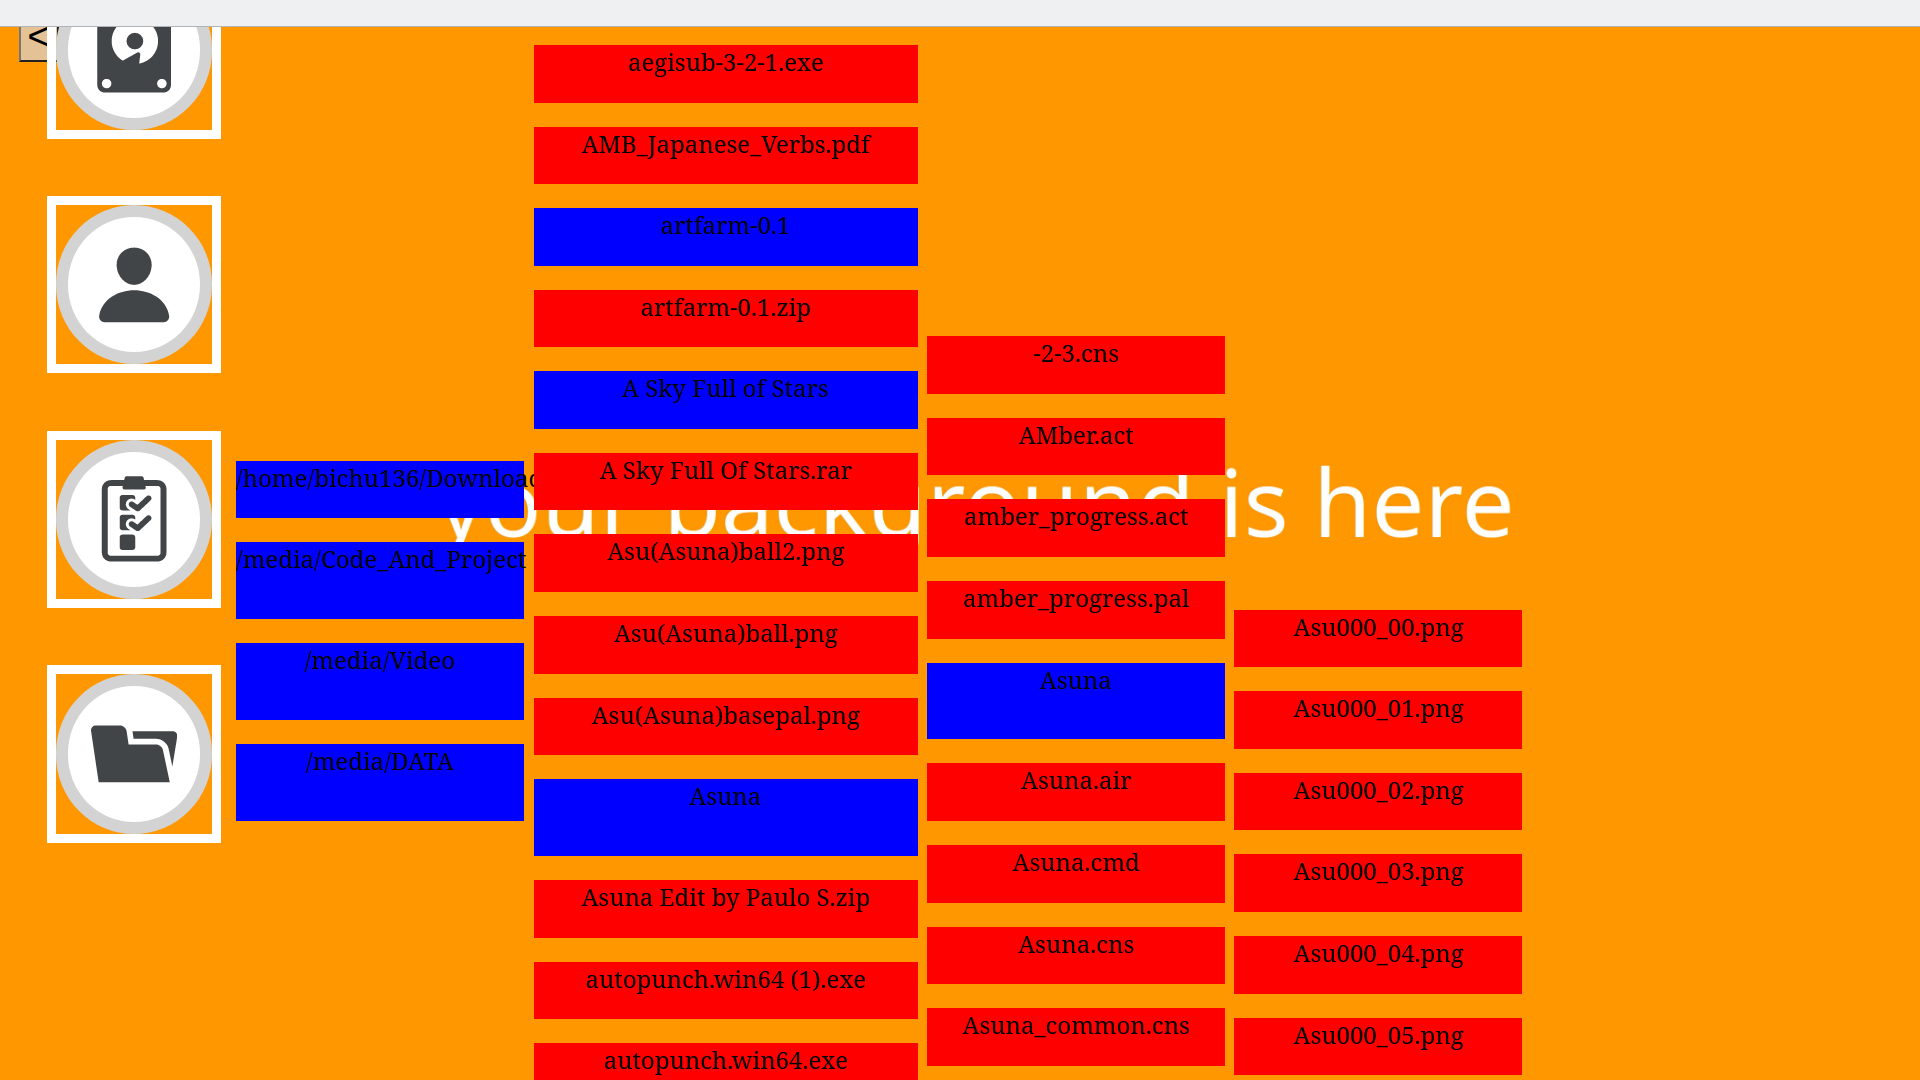 <
/home/bichu136/Download
/media/Code_And_Project
/media/Video
/media/DATA
aegisub-3-2-1.exe
AMB_Japanese_Verbs.pdf
artfarm-0.1
artfarm-0.1.zip
A Sky Full of Stars
A Sky Full Of Stars.rar
Asu(Asuna)ball2.png
Asu(Asuna)ball.png
Asu(Asuna)basepal.png
Asuna
Asuna Edit by Paulo S.zip
autopunch.win64 (1).exe
autopunch.win64.exe
-2-3.cns
AMber.act
amber_progress.act
amber_progress.pal
Asuna
Asuna.air
Asuna.cmd
Asuna.cns
Asuna_common.cns
Asu000_00.png
Asu000_01.png
Asu000_02.png
Asu000_03.png
Asu000_04.png
Asu000_05.png
your background is here